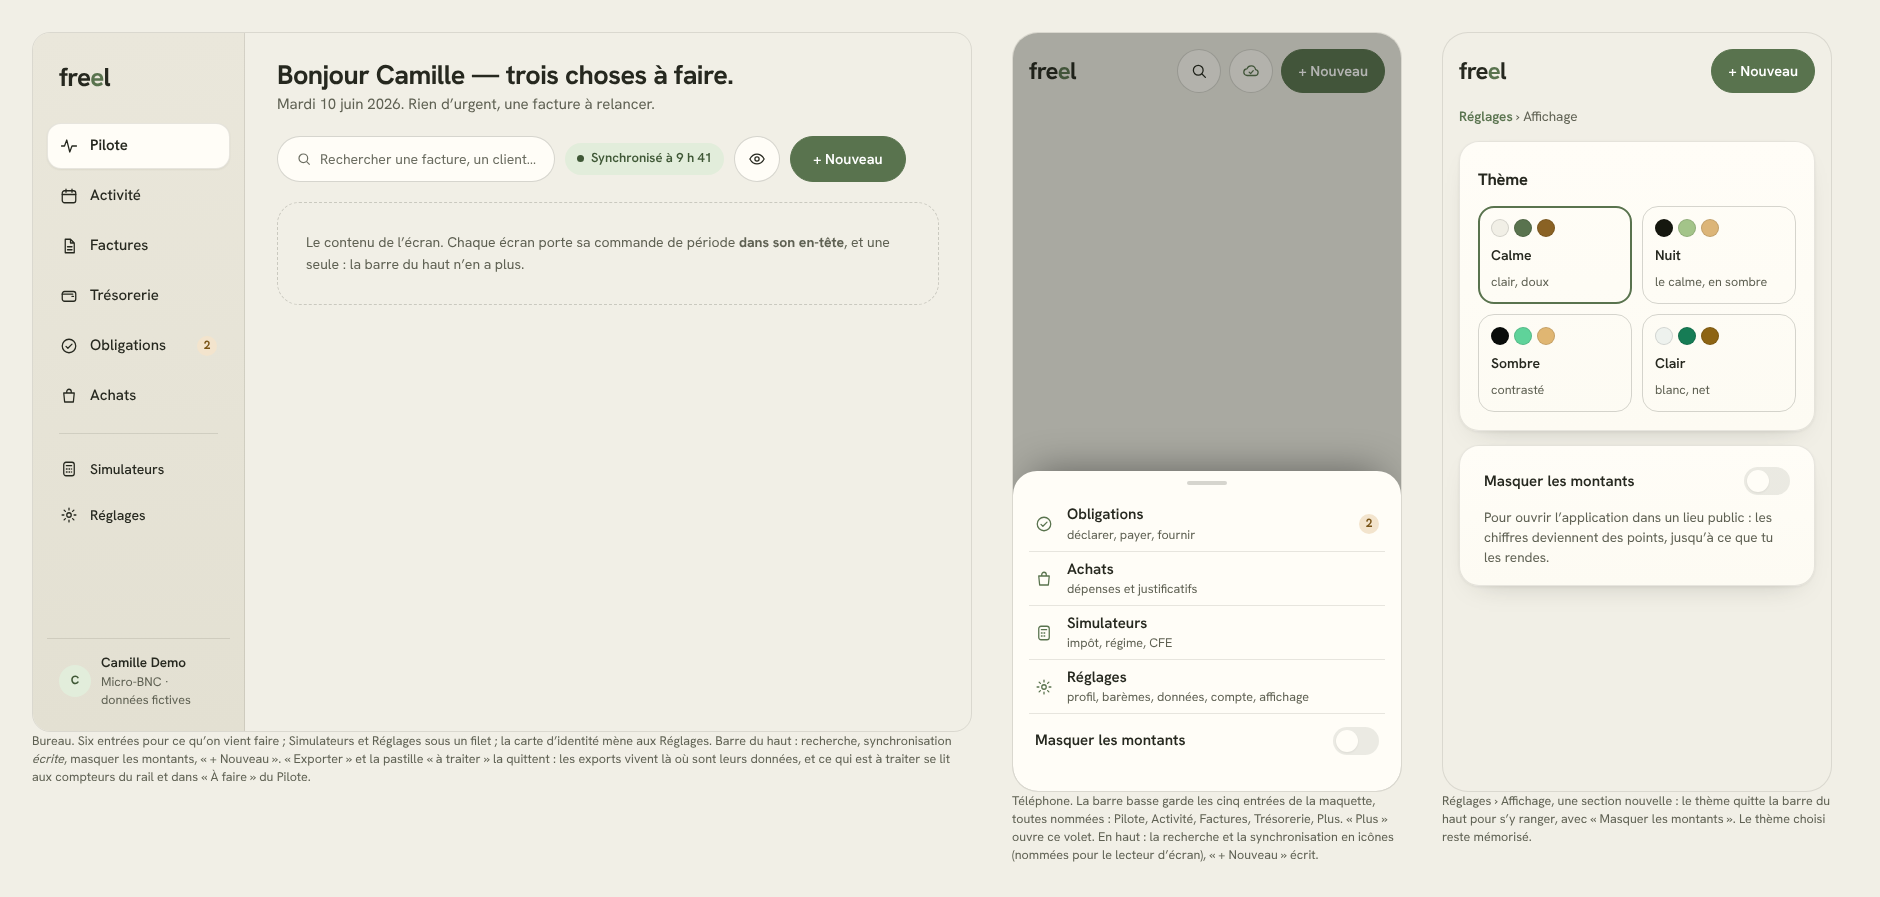 freel
Pilote
Activité
Factures
Trésorerie
Obligations 2
Achats
Simulateurs
Réglages
C
Camille Demo
Micro-BNC ·
données fictives
Bonjour Camille — trois choses à faire.
Mardi 10 juin 2026. Rien d’urgent, une facture à relancer.
Rechercher une facture, un client…
Synchronisé à 9 h 41
+ Nouveau
Le contenu de l’écran. Chaque écran porte sa commande de période dans son en-tête, et une
seule : la barre du haut n’en a plus.
Bureau. Six entrées pour ce qu’on vient faire ; Simulateurs et Réglages sous un filet ; la carte d’identité mène aux Réglages. Barre du haut : recherche, synchronisation
écrite, masquer les montants, « + Nouveau ». « Exporter » et la pastille « à traiter » la quittent : les exports vivent là où sont leurs données, et ce qui est à traiter se lit
aux compteurs du rail et dans « À faire » du Pilote.
freel
+ Nouveau
Obligations
déclarer, payer, fournir
2
Achats
dépenses et justificatifs
Simulateurs
impôt, régime, CFE
Réglages
profil, barèmes, données, compte, affichage
Masquer les montants
Téléphone. La barre basse garde les cinq entrées de la maquette,
toutes nommées : Pilote, Activité, Factures, Trésorerie, Plus. « Plus »
ouvre ce volet. En haut : la recherche et la synchronisation en icônes
(nommées pour le lecteur d’écran), « + Nouveau » écrit.
freel
+ Nouveau
Réglages › Affichage
Thème
Calme
clair, doux
Nuit
le calme, en sombre
Sombre
contrasté
Clair
blanc, net
Masquer les montants
Pour ouvrir l’application dans un lieu public : les
chiffres deviennent des points, jusqu’à ce que tu
les rendes.
Réglages › Affichage, une section nouvelle : le thème quitte la barre du
haut pour s’y ranger, avec « Masquer les montants ». Le thème choisi
reste mémorisé.